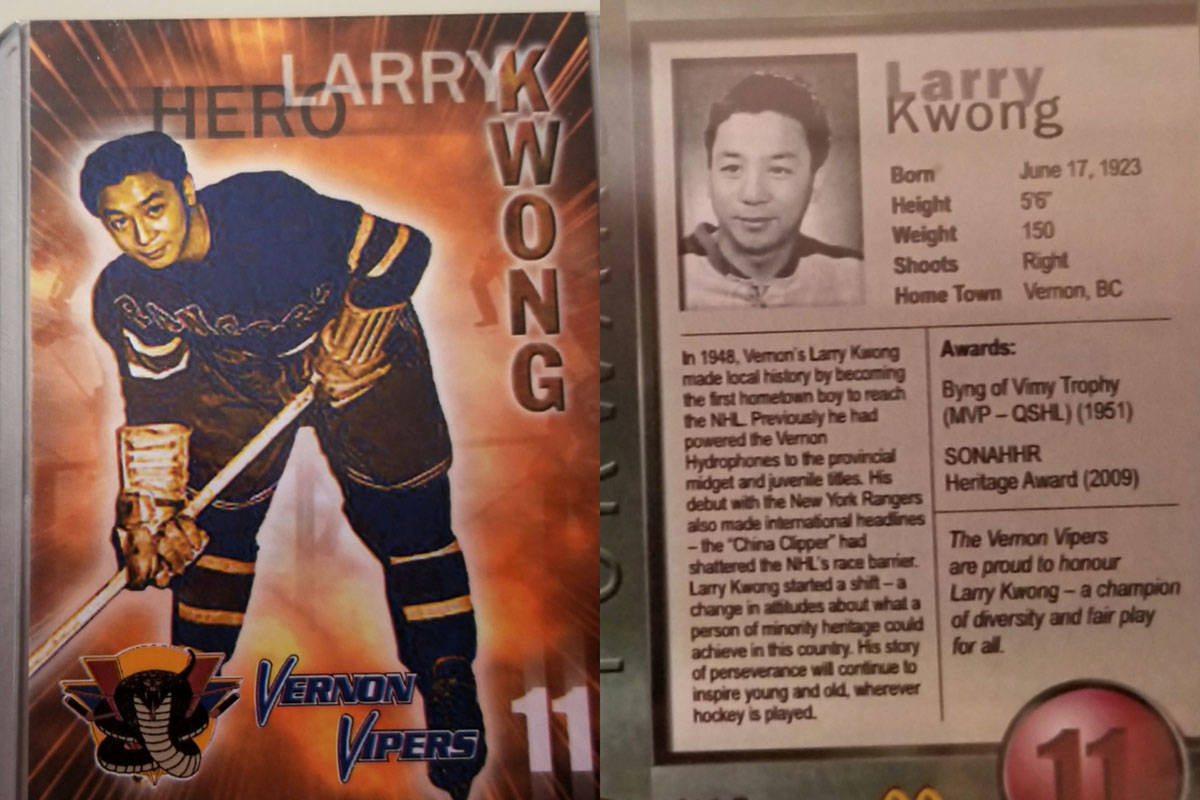 LARRY
HERO
KWONG
VERNON
VIPERS
11
Larry
Kwong
Born June 17, 1923
Height 5'6"
Weight 150
Shoots Right
Home Town Vernon, BC
In 1948, Vernon's Larry Kwong
made local history by becoming
the first hometown boy to reach
the NHL. Previously he had
powered the Vernon
Hydrophones to the provincial
midget and juvenile titles. His
debut with the New York Rangers
also made international headlines
– the "China Clipper" had
shattered the NHL's race barrier.
Larry Kwong started a shift – a
change in attitudes about what a
person of minority heritage could
achieve in this country. His story
of perseverance will continue to
inspire young and old, wherever
hockey is played.
Awards:
Byng of Vimy Trophy
(MVP – QSHL) (1951)
SONAHHR
Heritage Award (2009)
The Vernon Vipers
are proud to honour
Larry Kwong – a champion
of diversity and fair play
for all.
11